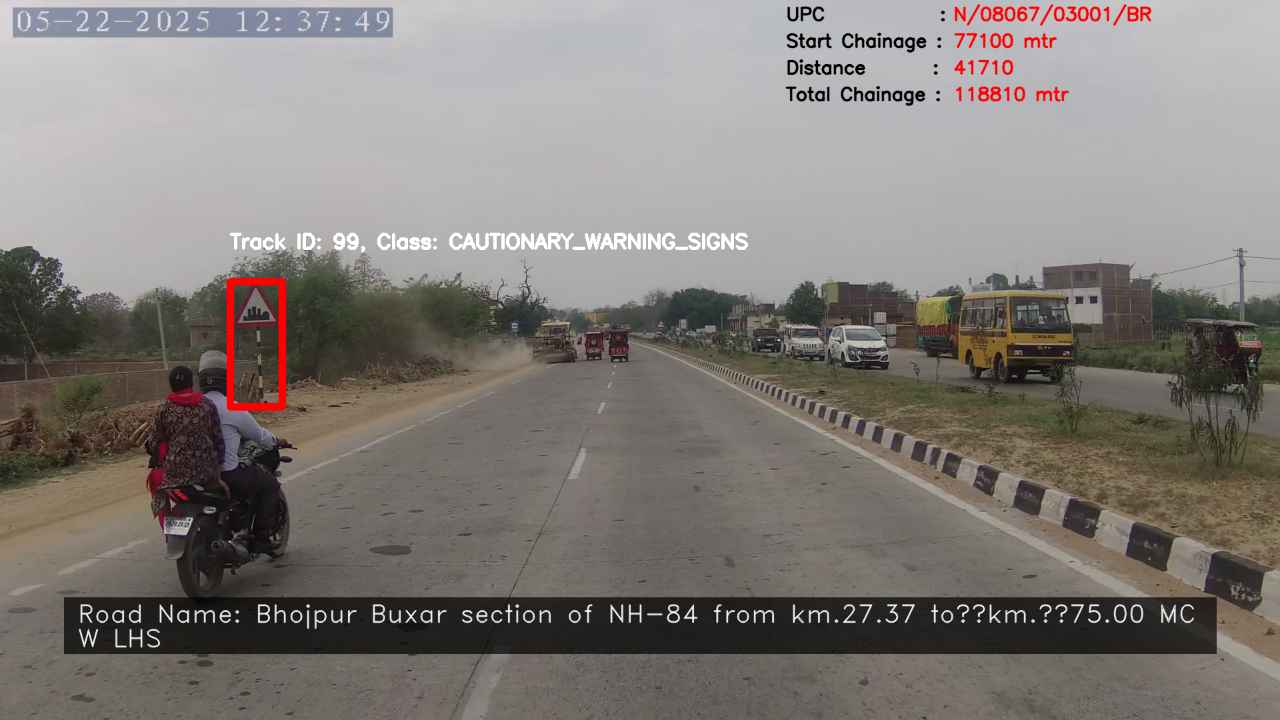 05-22-2025 12:37:49
UPC : N/08067/03001/BR
Start Chainage : 77100 mtr
Distance : 41710
Total Chainage : 118810 mtr
Track ID: 99, Class: CAUTIONARY_WARNING_SIGNS
Road Name: Bhojpur Buxar section of NH-84 from km.27.37 to??km.??75.00 MC
W LHS